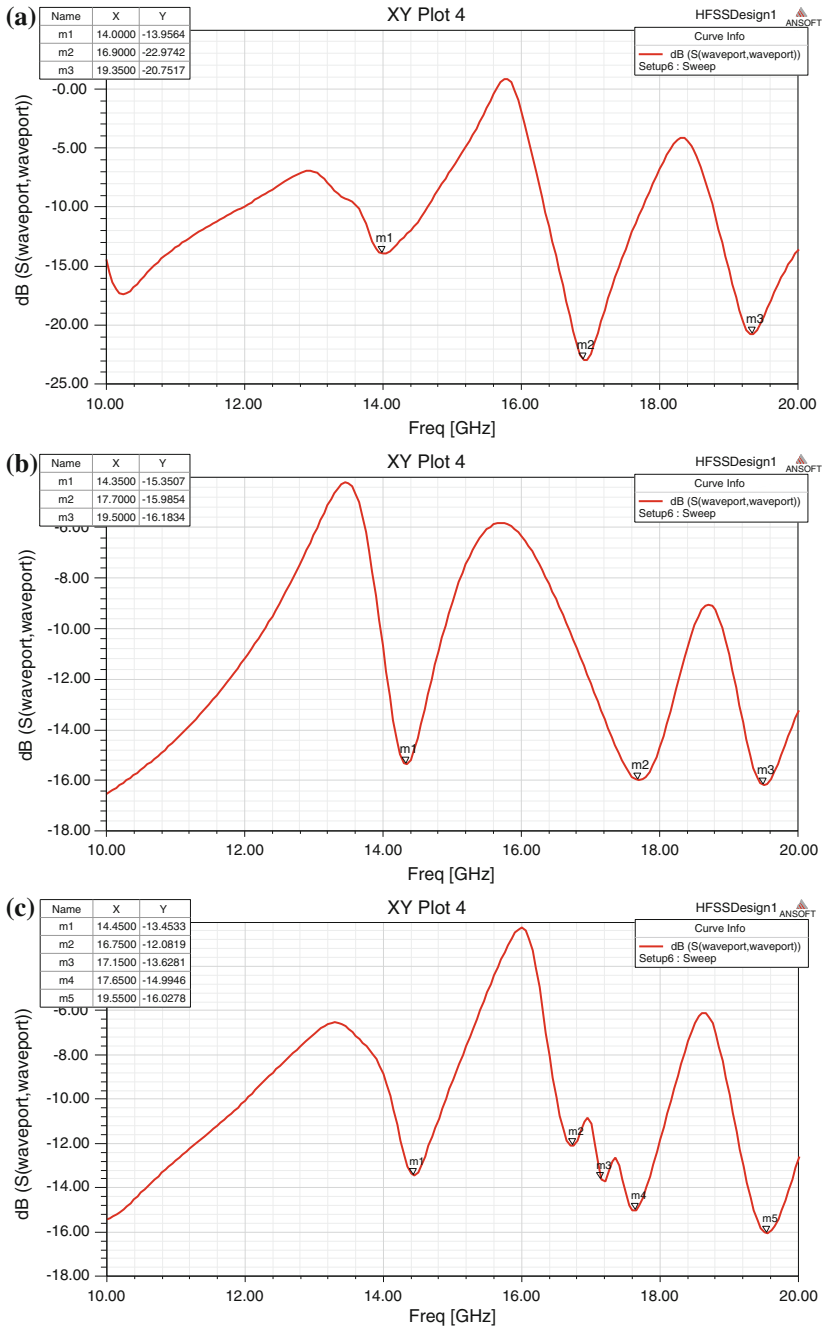 (a)
XY Plot 4
HFSSDesign1
ANSOFT
Name X Y
m1 14.0000 -13.9564
m2 16.9000 -22.9742
m3 19.3500 -20.7517
Curve Info
dB (S(waveport,waveport))
Setup6 : Sweep
dB (S(waveport,waveport))
-0.00
-5.00
-10.00
-15.00
-20.00
-25.00
m1
m2
m3
10.00 12.00 14.00 16.00 18.00 20.00
Freq [GHz]
(b)
XY Plot 4
HFSSDesign1
ANSOFT
Name X Y
m1 14.3500 -15.3507
m2 17.7000 -15.9854
m3 19.5000 -16.1834
Curve Info
dB (S(waveport,waveport))
Setup6 : Sweep
dB (S(waveport,waveport))
-6.00
-8.00
-10.00
-12.00
-14.00
-16.00
-18.00
m1
m2
m3
10.00 12.00 14.00 16.00 18.00 20.00
Freq [GHz]
(c)
XY Plot 4
HFSSDesign1
ANSOFT
Name X Y
m1 14.4500 -13.4533
m2 16.7500 -12.0819
m3 17.1500 -13.6281
m4 17.6500 -14.9946
m5 19.5500 -16.0278
Curve Info
dB (S(waveport,waveport))
Setup6 : Sweep
dB (S(waveport,waveport))
-6.00
-8.00
-10.00
-12.00
-14.00
-16.00
-18.00
m1
m2
m3
m4
m5
10.00 12.00 14.00 16.00 18.00 20.00
Freq [GHz]